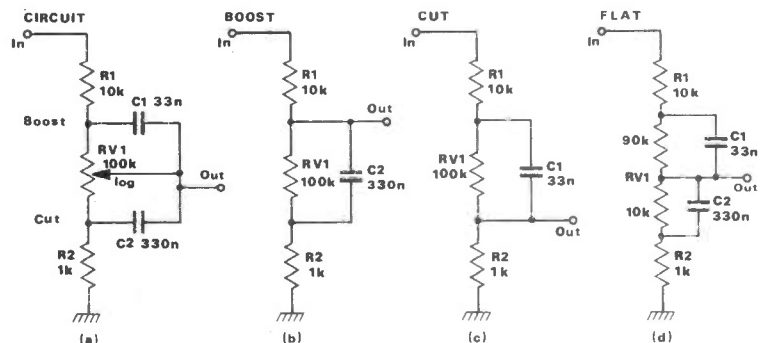 CIRCUIT
In
R1
10k
C1 33n
Boost
RV1
100k
log
Out
Cut
C2 330n
R2
1k
(a)
BOOST
In
R1
10k
Out
RV1
100k
C2
330n
R2
1k
(b)
CUT
In
R1
10k
RV1
100k
C1
33n
Out
R2
1k
(c)
FLAT
In
R1
10k
90k
C1
33n
RV1
Out
10k
C2
330n
R2
1k
(d)